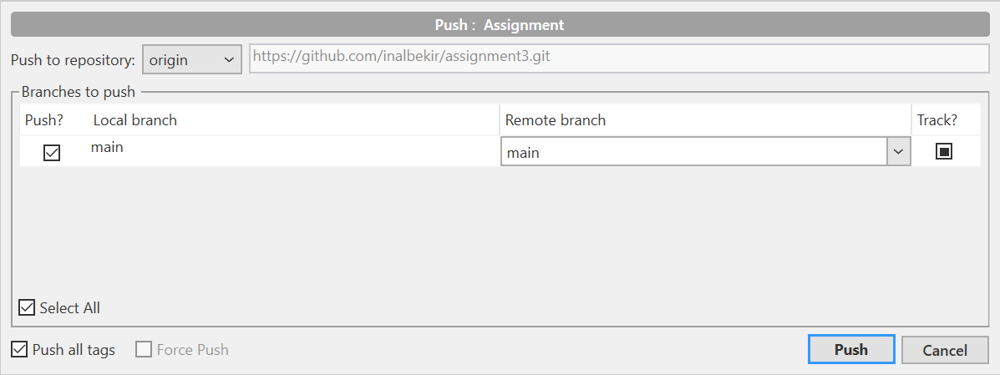 Push :  Assignment
Push to repository: origin https://github.com/inalbekir/assignment3.git
Branches to push
Push? Local branch Remote branch Track?
main main
Select All
Push all tags Force Push Push Cancel